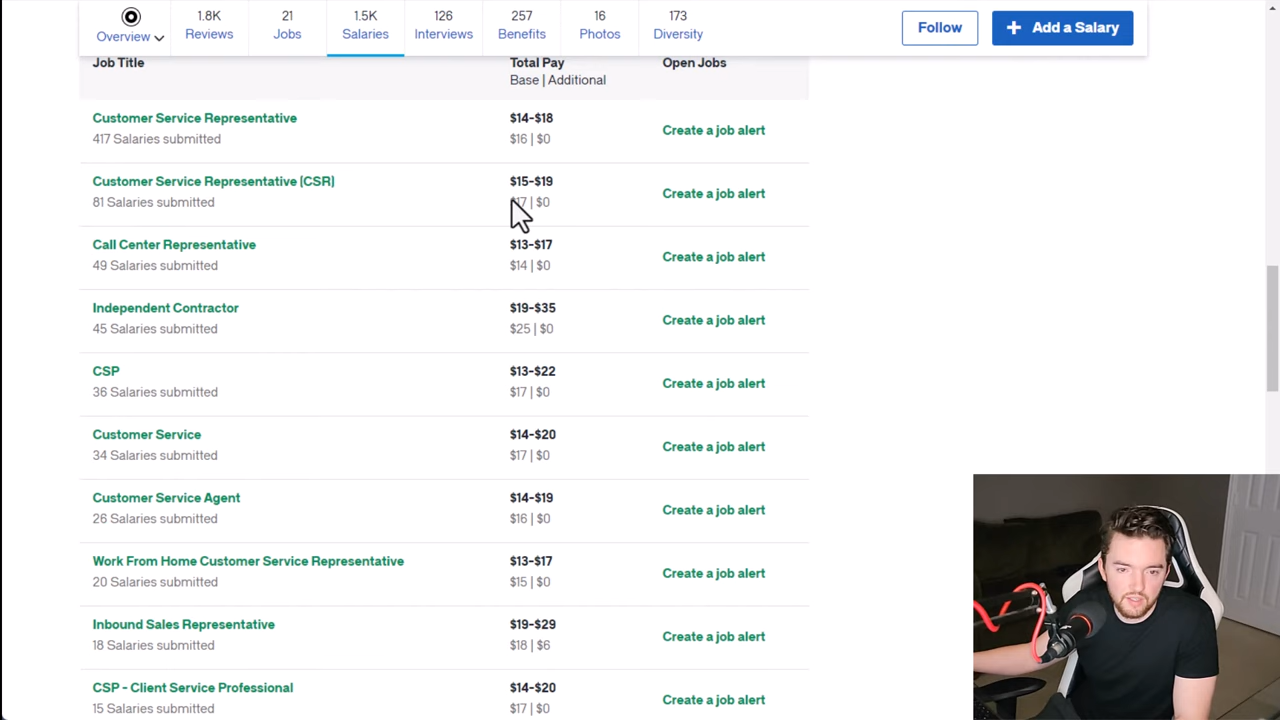 Overview
1.8K
Reviews
21
Jobs
1.5K
Salaries
126
Interviews
257
Benefits
16
Photos
173
Diversity
Follow
+ Add a Salary
Job Title
Total Pay
Base | Additional
Open Jobs
Customer Service Representative
417 Salaries submitted
$14-$18
$16 | $0
Create a job alert
Customer Service Representative (CSR)
81 Salaries submitted
$15-$19
$17 | $0
Create a job alert
Call Center Representative
49 Salaries submitted
$13-$17
$14 | $0
Create a job alert
Independent Contractor
45 Salaries submitted
$19-$35
$25 | $0
Create a job alert
CSP
36 Salaries submitted
$13-$22
$17 | $0
Create a job alert
Customer Service
34 Salaries submitted
$14-$20
$17 | $0
Create a job alert
Customer Service Agent
26 Salaries submitted
$14-$19
$16 | $0
Create a job alert
Work From Home Customer Service Representative
20 Salaries submitted
$13-$17
$15 | $0
Create a job alert
Inbound Sales Representative
18 Salaries submitted
$19-$29
$18 | $6
Create a job alert
CSP - Client Service Professional
15 Salaries submitted
$14-$20
$17 | $0
Create a job alert